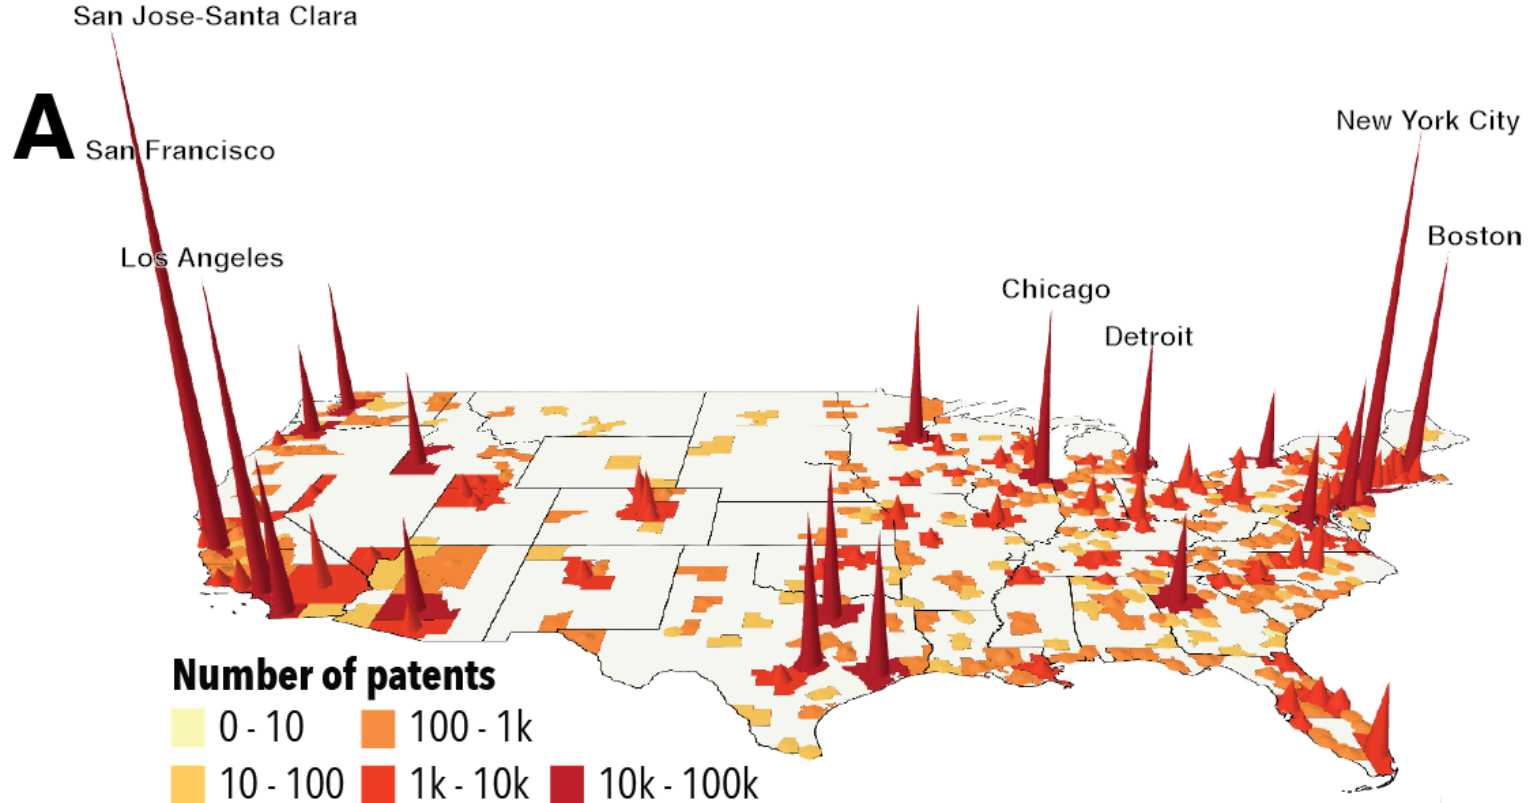 San Jose-Santa Clara
A
New York City
San Francisco
Boston
Los Angeles
Chicago
Detroit
Number of patents
0 - 10
100 - 1k
10 - 100
1k - 10k
10k - 100k